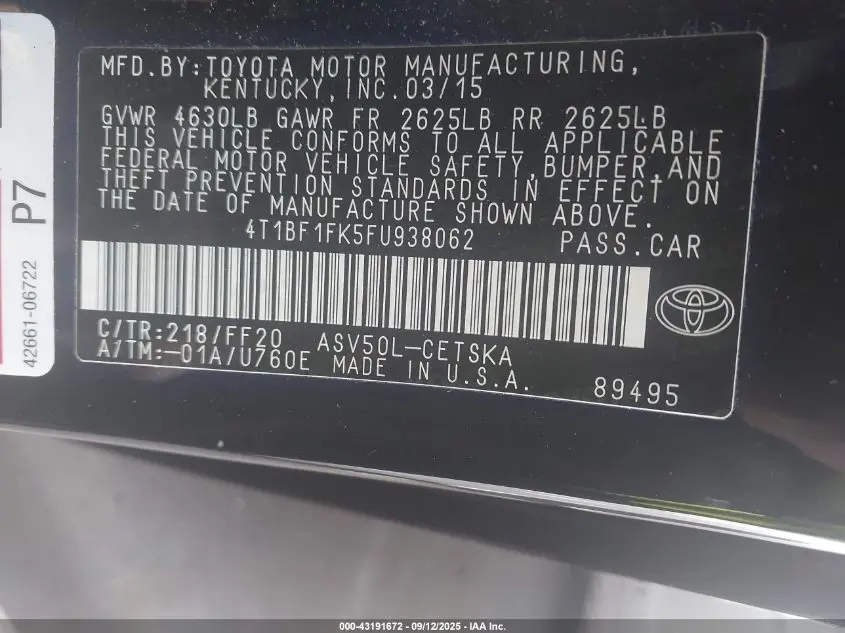 MFD.BY:TOYOTA MOTOR MANUFACTURING,
KENTUCKY,INC.03/15
GVWR 4630LB GAWR FR 2625LB RR 2625LB
THIS VEHICLE CONFORMS TO ALL APPLICABLE
FEDERAL MOTOR VEHICLE SAFETY,BUMPER,AND
THEFT PREVENTION STANDARDS IN EFFECT ON
THE DATE OF MANUFACTURE SHOWN ABOVE.
4T1BF1FK5FU938062 PASS.CAR
C/TR:218/FF20 ASV50L-CETSKA
A/TM:-01A/U760E MADE IN U.S.A.
89495
42661-06722
P7
000-43191672 - 09/12/2025 - IAA Inc.